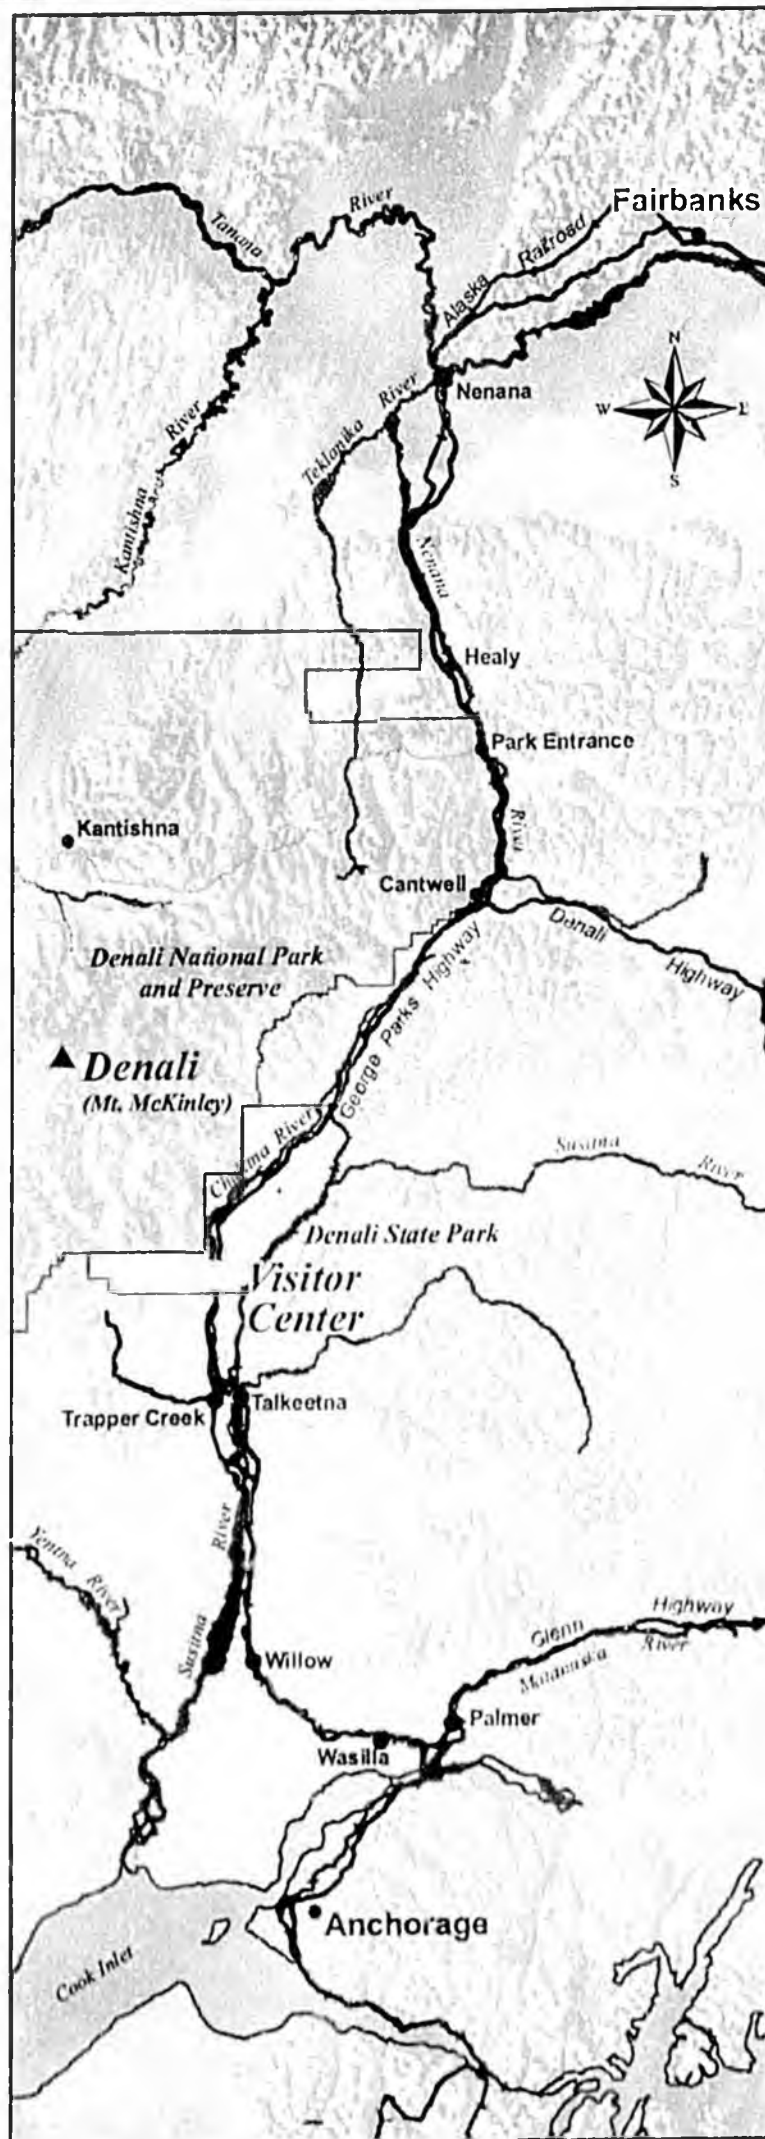 River
Tanana
Fairbanks
Alaska Railroad
N
W
E
S
Nenana
River
Teklanika
River
Kantishna
Nenana
Healy
Park Entrance
River
Kantishna
Cantwell
Denali
Highway
Denali National Park
and Preserve
George Parks Highway
Denali
(Mt. McKinley)
Chulitna River
Susitna
River
Denali State Park
Visitor
Center
Talkeetna
Trapper Creek
River
Yentna River
Susitna
Highway
Glenn
River
Matanuska
Willow
Palmer
Wasilla
Anchorage
Cook Inlet